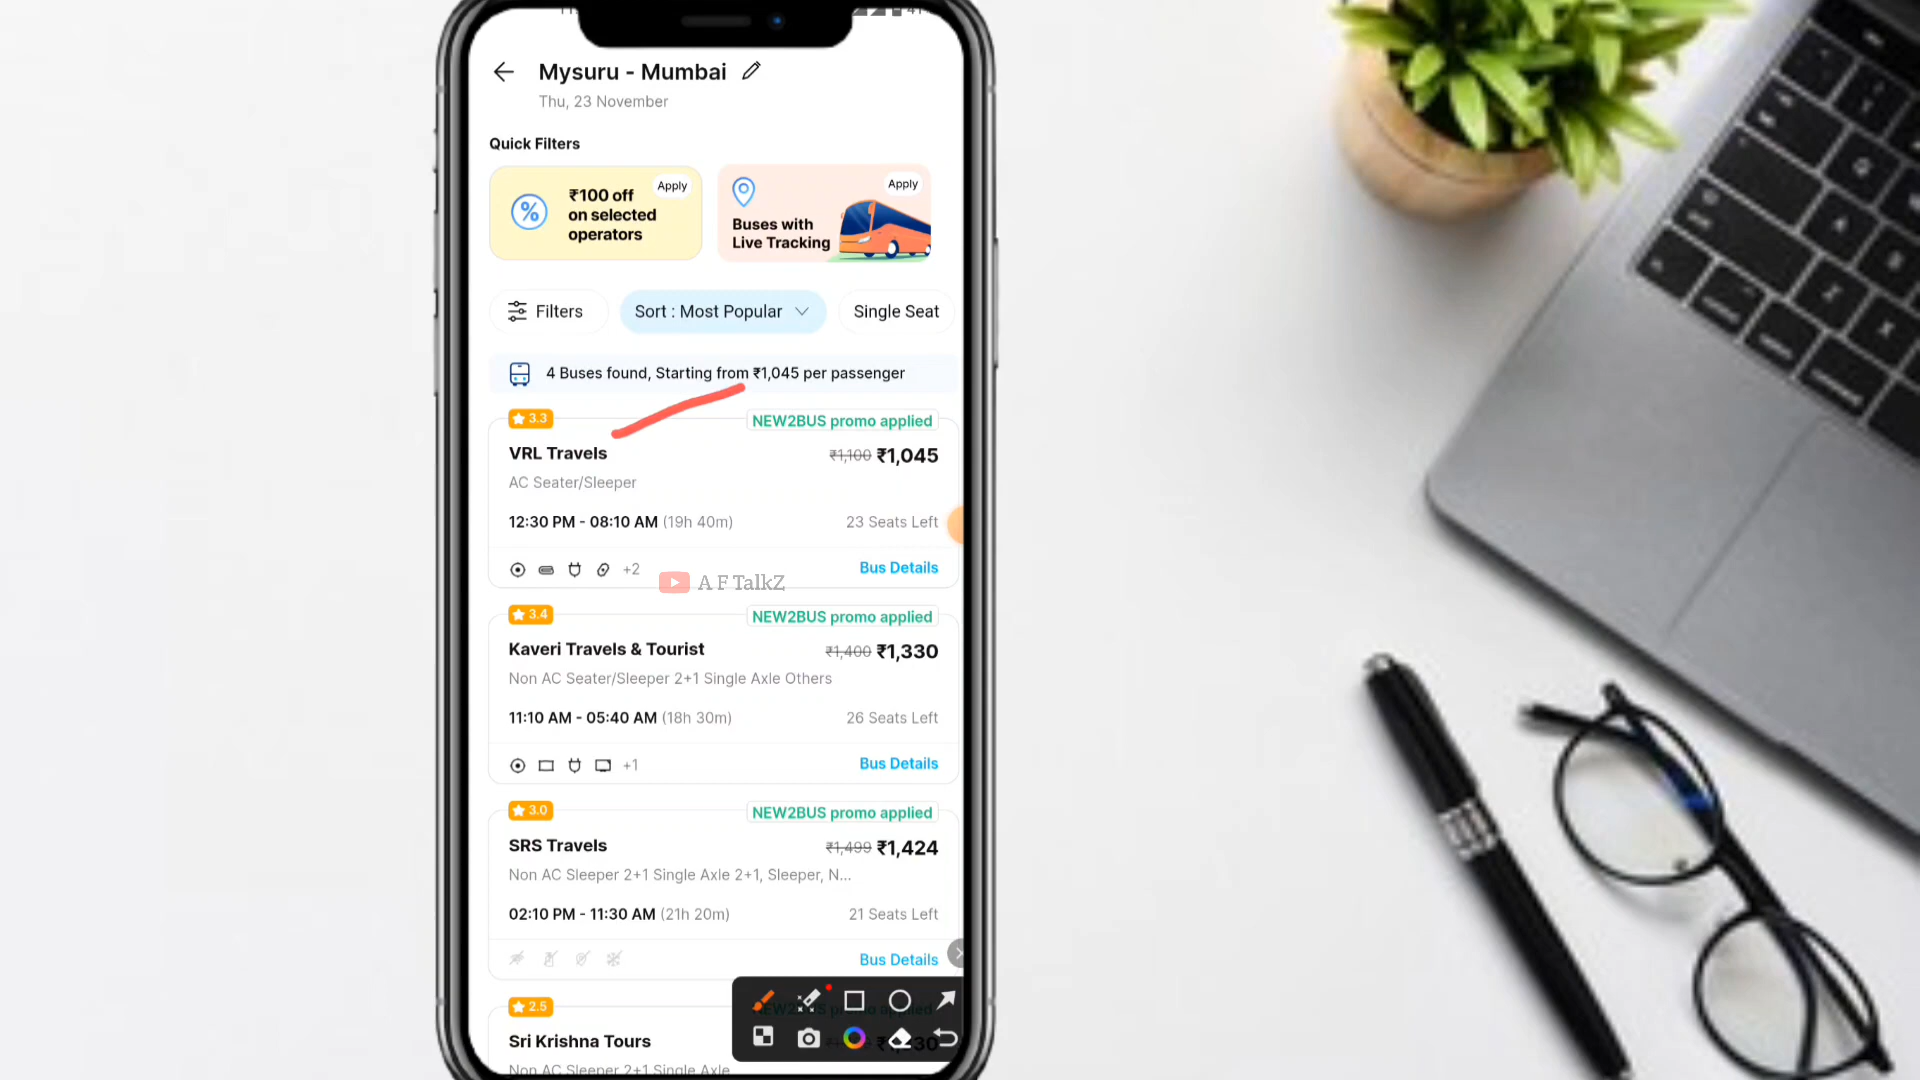 Mysuru - Mumbai
Thu, 23 November
Quick Filters
₹100 off
on selected
operators
Apply
Buses with
Live Tracking
Apply
Filters
Sort : Most Popular
Single Seat
4 Buses found, Starting from ₹1,045 per passenger
3.3
NEW2BUS promo applied
VRL Travels
₹1,100 ₹1,045
AC Seater/Sleeper
12:30 PM - 08:10 AM (19h 40m)
23 Seats Left
+2
Bus Details
A F TalkZ
3.4
NEW2BUS promo applied
Kaveri Travels & Tourist
₹1,400 ₹1,330
Non AC Seater/Sleeper 2+1 Single Axle Others
11:10 AM - 05:40 AM (18h 30m)
26 Seats Left
+1
Bus Details
3.0
NEW2BUS promo applied
SRS Travels
₹1,499 ₹1,424
Non AC Sleeper 2+1 Single Axle 2+1, Sleeper, N...
02:10 PM - 11:30 AM (21h 20m)
21 Seats Left
Bus Details
2.5
Sri Krishna Tours
Non AC Sleeper 2+1 Single Axle